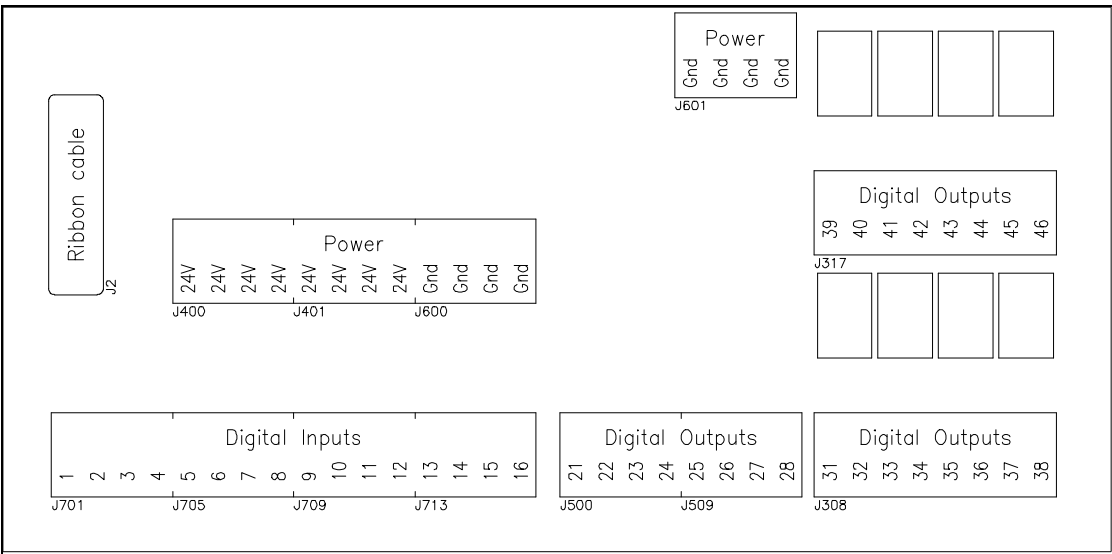 Power
Gnd Gnd Gnd Gnd
J601
Ribbon cable
J2
Digital Outputs
39 40 41 42 43 44 45 46
J317
Power
24V 24V 24V 24V 24V 24V 24V 24V Gnd Gnd Gnd Gnd
J400 J401 J600
Digital Inputs
1 2 3 4 5 6 7 8 9 10 11 12 13 14 15 16
J701 J705 J709 J713
Digital Outputs
21 22 23 24 25 26 27 28
J500 J509
Digital Outputs
31 32 33 34 35 36 37 38
J308